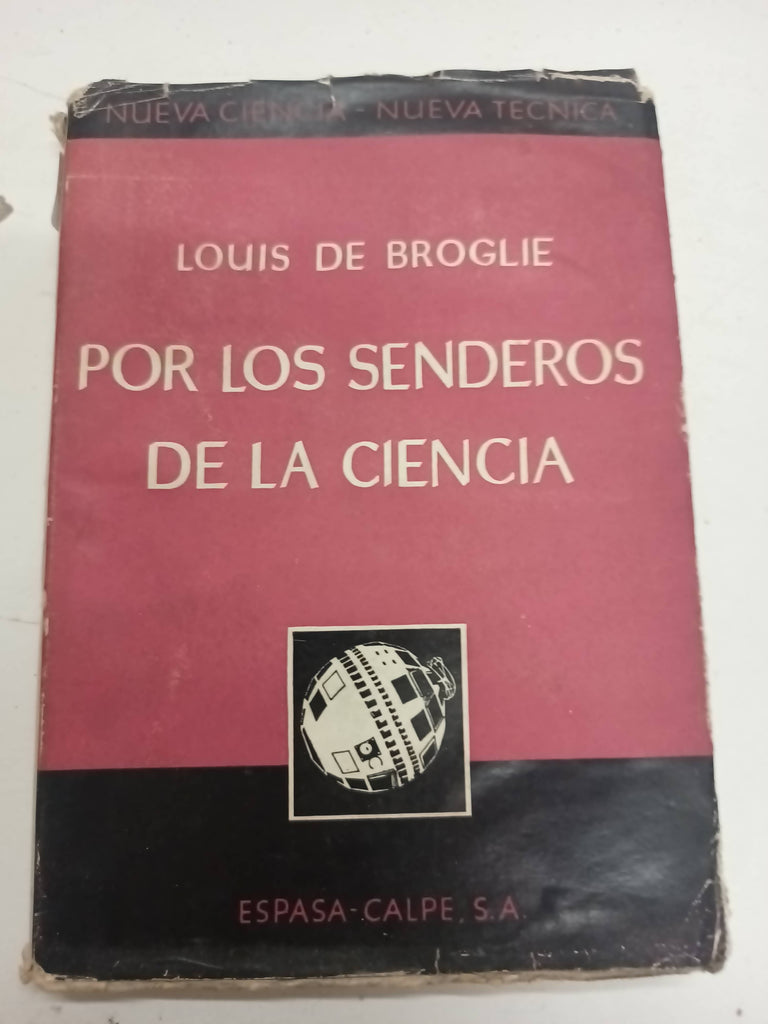 NUEVA CIENCIA - NUEVA TECNICA
LOUIS DE BROGLIE
POR LOS SENDEROS
DE LA CIENCIA
ESPASA-CALPE, S.A.